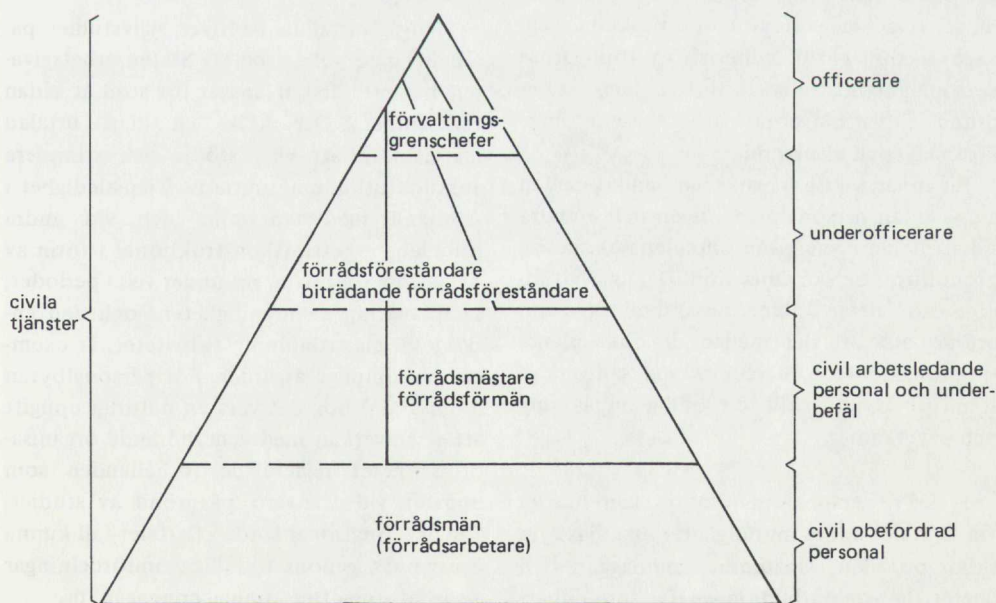 officerare
förvaltnings-
grenschefer
underofficerare
förrådsföreståndare
biträdande förrådsföreståndare
civila
tjänster
förrådsmästare
förrådsförmän
civil arbetsledande
personal och under-
befäl
förrådsmän
(förrådsarbetare)
civil obefordrad
personal